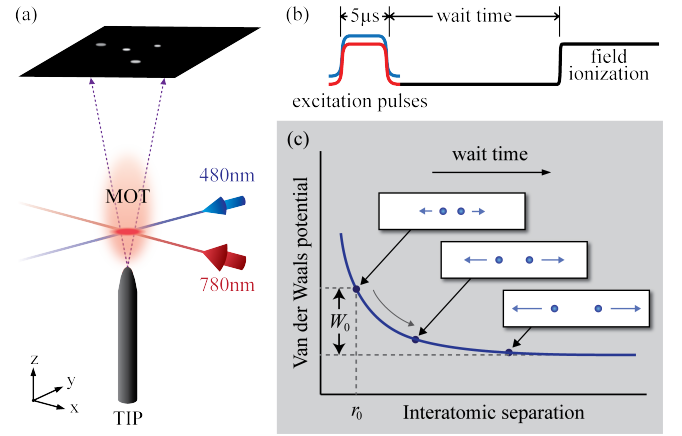 (a)
MOT
480nm
780nm
z
y
x
TIP
(b)
5μs
wait time
field
ionization
excitation pulses
(c)
wait time
Van der Waals potential
W0
r0
Interatomic separation